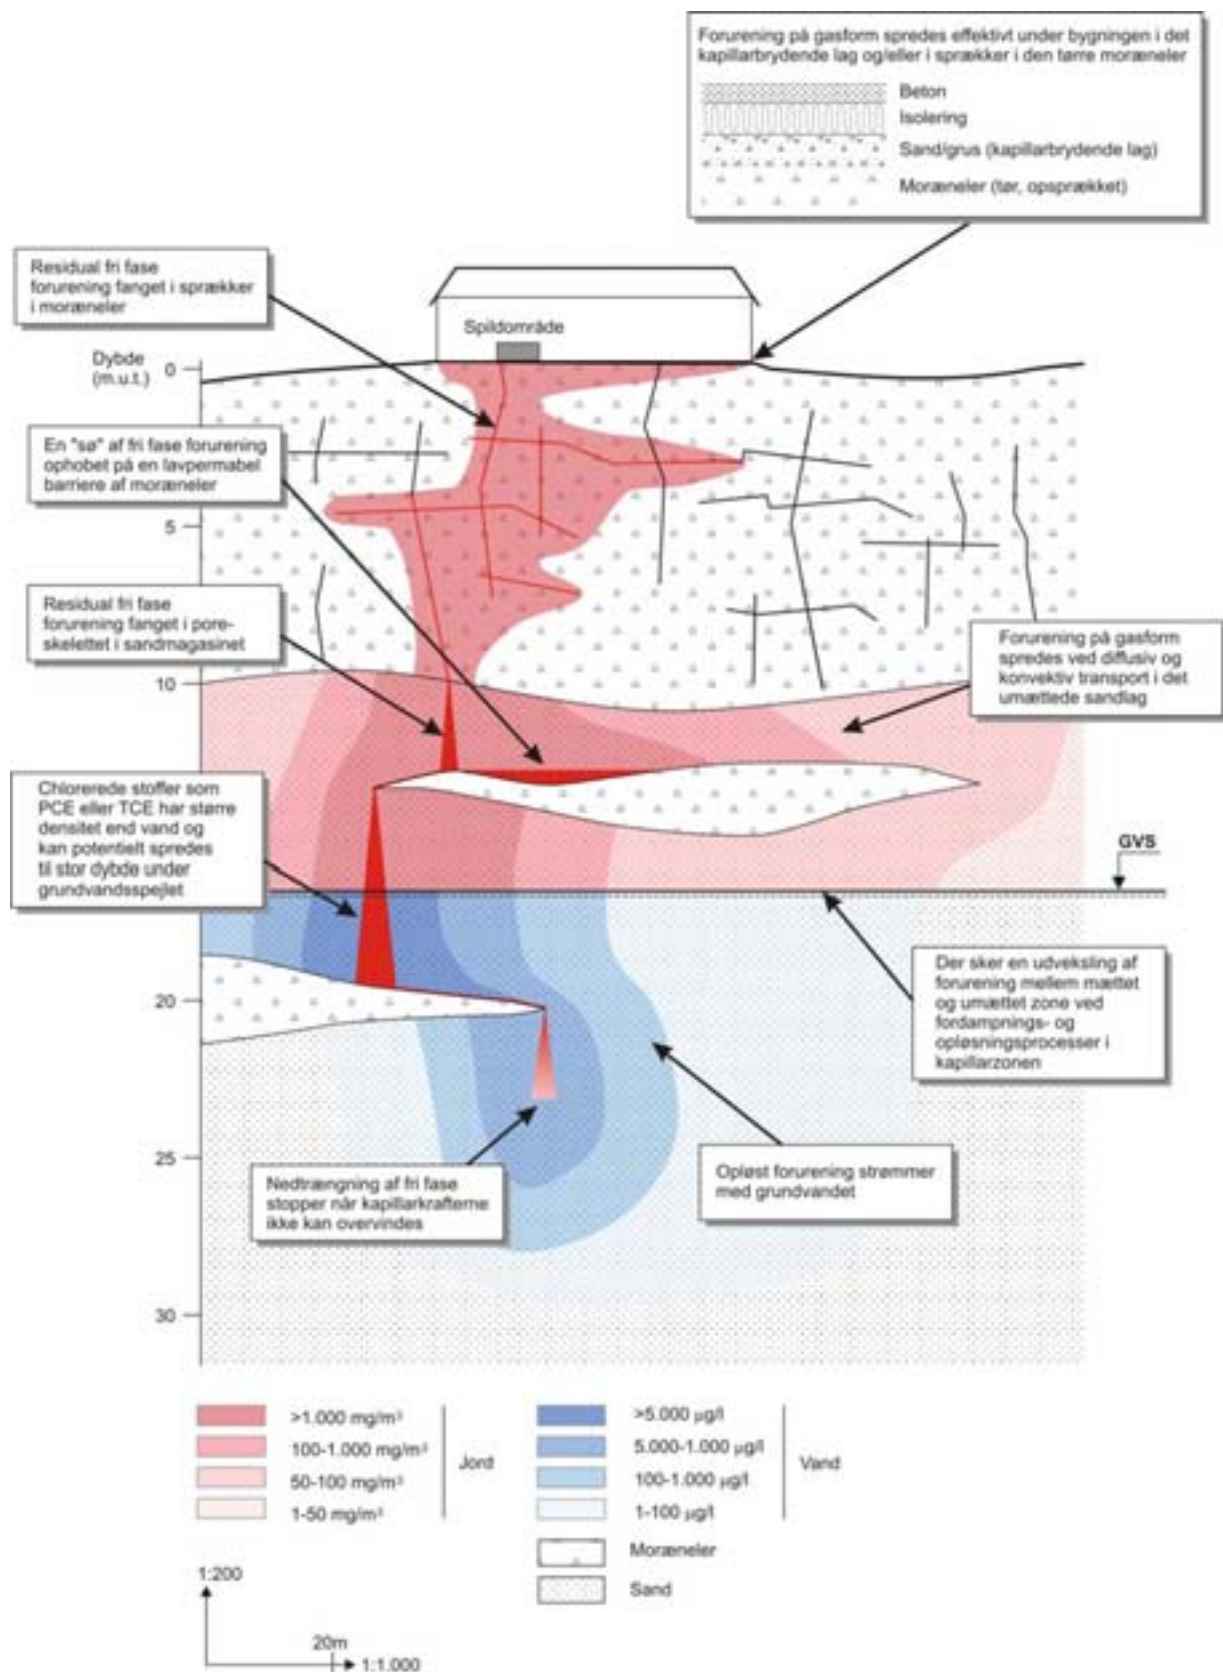 Forurening på gasform spredes effektivt under bygningen i det
kapillarbrydende lag og/eller i sprækker i den tørre moræneler
Beton
Isolering
Sand/grus (kapillarbrydende lag)
Moræneler (tør, opsprækket)
Residual fri fase
forurening fanget i sprækker
i moræneler
Spildområde
Dybde
(m.u.t.)
0
En "sø" af fri fase forurening
ophobet på en lavpermabel
barriere af moræneler
5
Residual fri fase
forurening fanget i pore-
skelettet i sandmagasinet
Forurening på gasform
spredes ved diffusiv og
konvektiv transport i det
umættede sandlag
10
Chlorerede stoffer som
PCE eller TCE har større
densitet end vand og
kan potentielt spredes
til stor dybde under
grundvandsspejlet
GVS
Der sker en udveksling af
forurening mellem mættet
og umættet zone ved
fordampnings- og
opløsningsprocesser i
kapillarzonen
20
25
Nedtrængning af fri fase
stopper når kapillarkrafterne
ikke kan overvindes
Opløst forurening strømmer
med grundvandet
30
>1.000 mg/m³
100-1.000 mg/m³
50-100 mg/m³
1-50 mg/m³
Jord
>5.000 µg/l
5.000-1.000 µg/l
100-1.000 µg/l
1-100 µg/l
Vand
Moræneler
Sand
1:200
20m
1:1.000